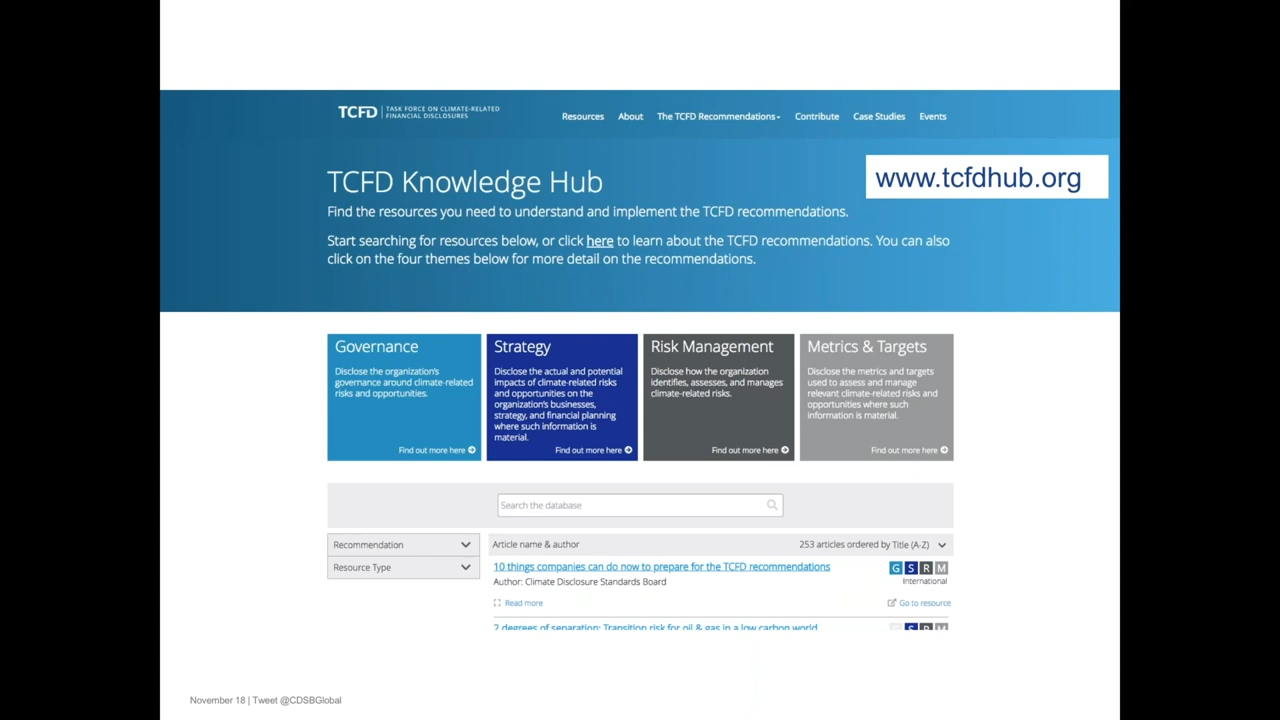 TCFD | TASK FORCE ON CLIMATE-RELATED
FINANCIAL DISCLOSURES
Resources About The TCFD Recommendations Contribute Case Studies Events
www.tcfdhub.org
TCFD Knowledge Hub
Find the resources you need to understand and implement the TCFD recommendations.
Start searching for resources below, or click here to learn about the TCFD recommendations. You can also
click on the four themes below for more detail on the recommendations.
Governance
Disclose the organization's
governance around climate-related
risks and opportunities.
Find out more here
Strategy
Disclose the actual and potential
impacts of climate-related risks
and opportunities on the
organization's businesses,
strategy, and financial planning
where such information is
material.
Find out more here
Risk Management
Disclose how the organization
identifies, assesses, and manages
climate-related risks.
Find out more here
Metrics & Targets
Disclose the metrics and targets
used to assess and manage
relevant climate-related risks and
opportunities where such
information is material.
Find out more here
Search the database
Recommendation
Resource Type
Article name & author
253 articles ordered by Title (A-Z)
10 things companies can do now to prepare for the TCFD recommendations
G S R M
Author: Climate Disclosure Standards Board
International
Read more
Go to resource
2 degrees of separation: Transition risk for oil & gas in a low carbon world
S R M
November 18 | Tweet @CDSBGlobal